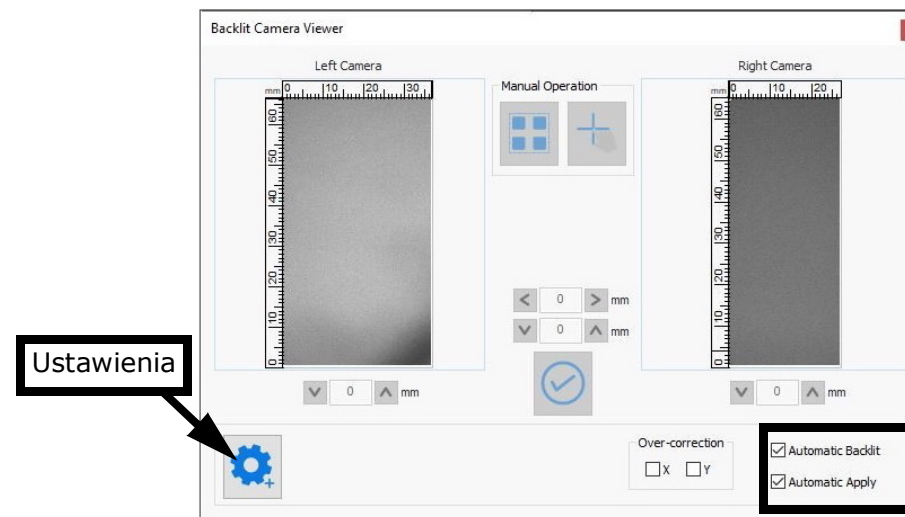 Backlit Camera Viewer
Left Camera
Right Camera
mm 0 10 20 30
mm 0 10 20
Manual Operation
60
60
50
50
40
40
30
30
20
20
10
10
0
0
< 0 > mm
0 mm
Ustawienia
0 mm
0 mm
Over-correction
X Y
Automatic Backlit
Automatic Apply